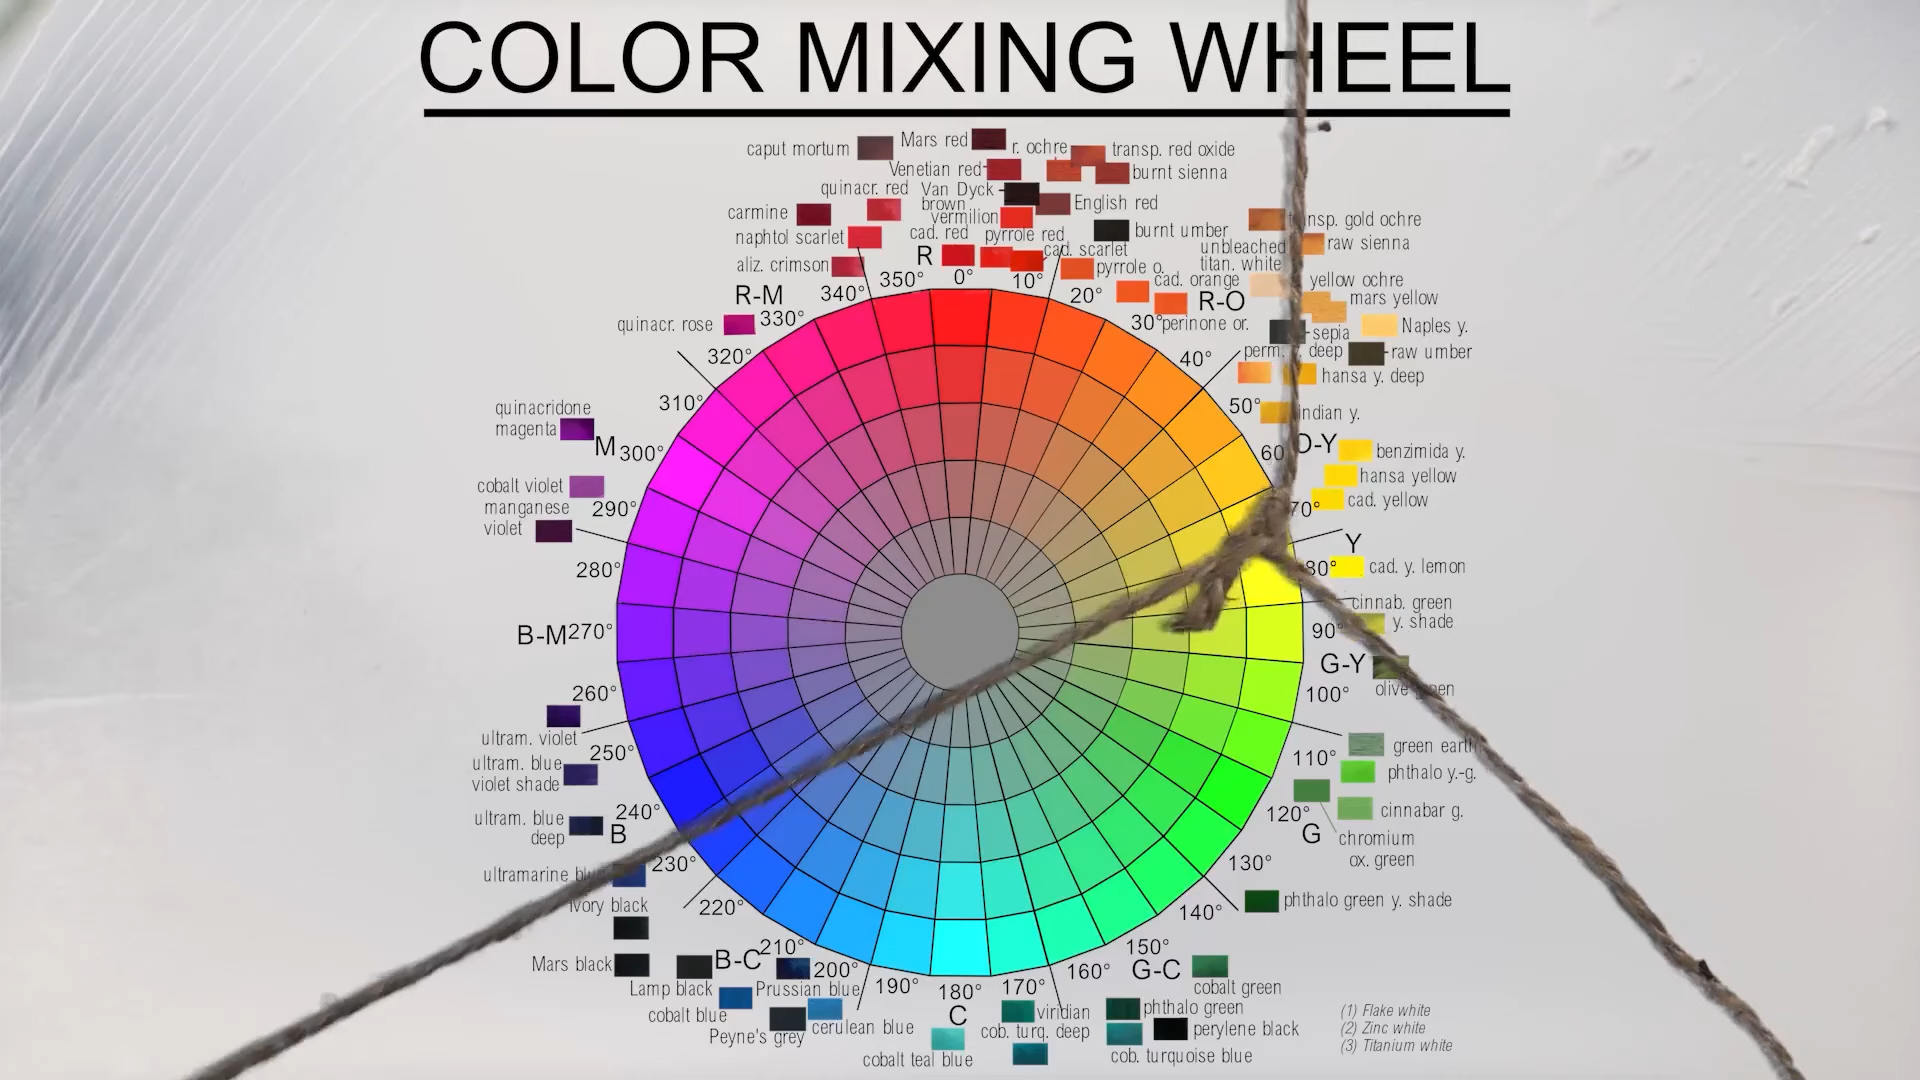 COLOR MIXING WHEEL
caput mortum
Mars red
r. ochre
transp. red oxide
Venetian red
burnt sienna
quinacr. red
Van Dyck
brown
English red
carmine
vermilion
burnt umber
transp. gold ochre
naphtol scarlet
cad. red
pyrrole red
unbleached
titan. white
raw sienna
R
cad. scarlet
aliz. crimson
pyrrole o.
cad. orange
yellow ochre
R-M
340°
350°
0°
10°
20°
R-O
mars yellow
quinacr. rose
330°
30°
perinone or.
sepia
Naples y.
320°
40°
deep
raw umber
hansa y. deep
quinacridone
magenta
310°
50°
indian y.
M
300°
60
O-Y
benzimida y.
cobalt violet
hansa yellow
manganese
violet
290°
70°
cad. yellow
Y
280°
80°
cad. y. lemon
cinnab. green
y. shade
B-M
270°
90°
G-Y
olive green
260°
100°
ultram. violet
250°
110°
green earth
ultram. blue
violet shade
phthalo y.-g.
240°
120°
cinnabar g.
ultram. blue
deep
B
G
chromium
ox. green
ultramarine blue
230°
130°
Ivory black
220°
140°
phthalo green y. shade
Mars black
B-C
210°
200°
190°
180°
170°
160°
150°
G-C
Lamp black
Prussian blue
cobalt green
cobalt blue
cerulean blue
C
viridian
phthalo green
Peyne's grey
cob. turq. deep
perylene black
cobalt teal blue
cob. turquoise blue
(1) Flake white
(2) Zinc white
(3) Titanium white